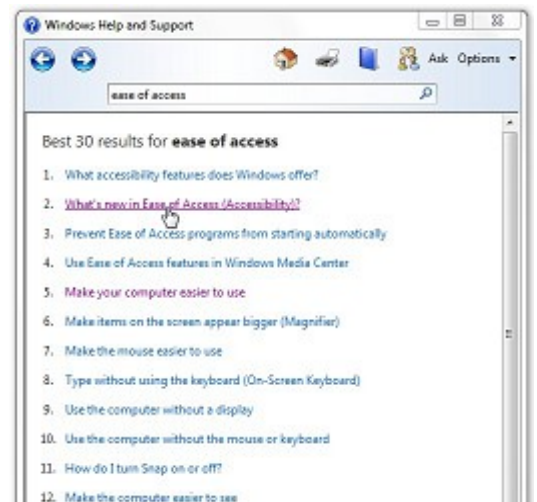 Windows Help and Support
Ask Options
ease of access
Best 30 results for ease of access
1. What accessibility features does Windows offer?
2. What's new in Ease of Access (Accessibility)?
3. Prevent Ease of Access programs from starting automatically
4. Use Ease of Access features in Windows Media Center
5. Make your computer easier to use
6. Make items on the screen appear bigger (Magnifier)
7. Make the mouse easier to use
8. Type without using the keyboard (On-Screen Keyboard)
9. Use the computer without a display
10. Use the computer without the mouse or keyboard
11. How do I turn Snap on or off?
12. Make the computer easier to see